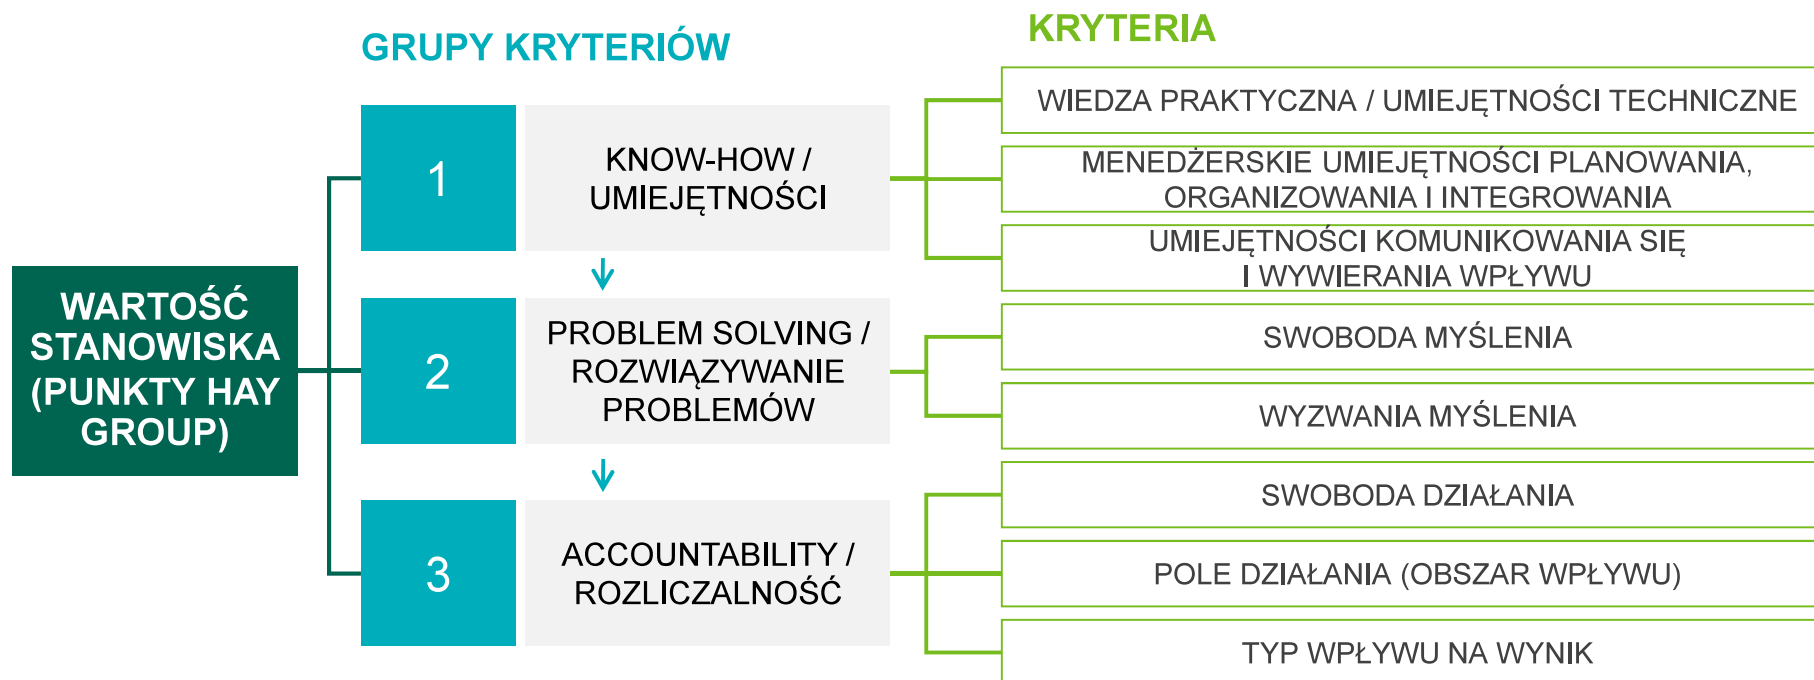 GRUPY KRYTERIÓW
KRYTERIA
WARTOŚĆ
STANOWISKA
(PUNKTY HAY
GROUP)
1
KNOW-HOW /
UMIEJĘTNOŚCI
WIEDZA PRAKTYCZNA / UMIEJĘTNOŚCI TECHNICZNE
MENEDŻERSKIE UMIEJĘTNOŚCI PLANOWANIA,
ORGANIZOWANIA I INTEGROWANIA
UMIEJĘTNOŚCI KOMUNIKOWANIA SIĘ
I WYWIERANIA WPŁYWU
2
PROBLEM SOLVING /
ROZWIĄZYWANIE
PROBLEMÓW
SWOBODA MYŚLENIA
WYZWANIA MYŚLENIA
3
ACCOUNTABILITY /
ROZLICZALNOŚĆ
SWOBODA DZIAŁANIA
POLE DZIAŁANIA (OBSZAR WPŁYWU)
TYP WPŁYWU NA WYNIK